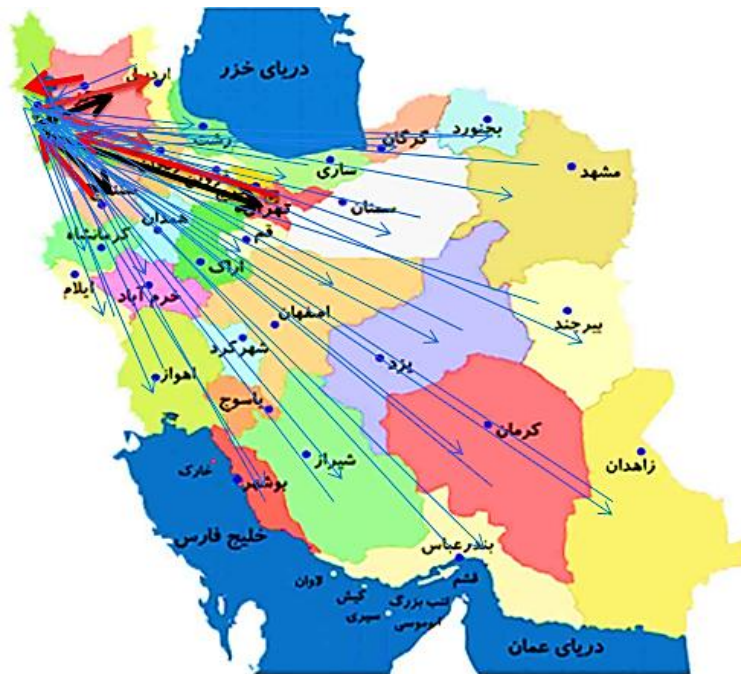 دریای خزر
اردبیل
بجنورد
گرگان
رشت
ساری
مشهد
سمنان
تهران
سنندج
همدان
قم
کرمانشاه
اراک
ایلام
خرم آباد
اصفهان
بیرجند
شهرکرد
یزد
اهواز
یاسوج
کرمان
شیراز
زاهدان
خارک
بوشهر
خلیج فارس
بندرعباس
لاوان
کیش
قشم
تنب بزرگ
سیری
ابوموسی
دریای عمان